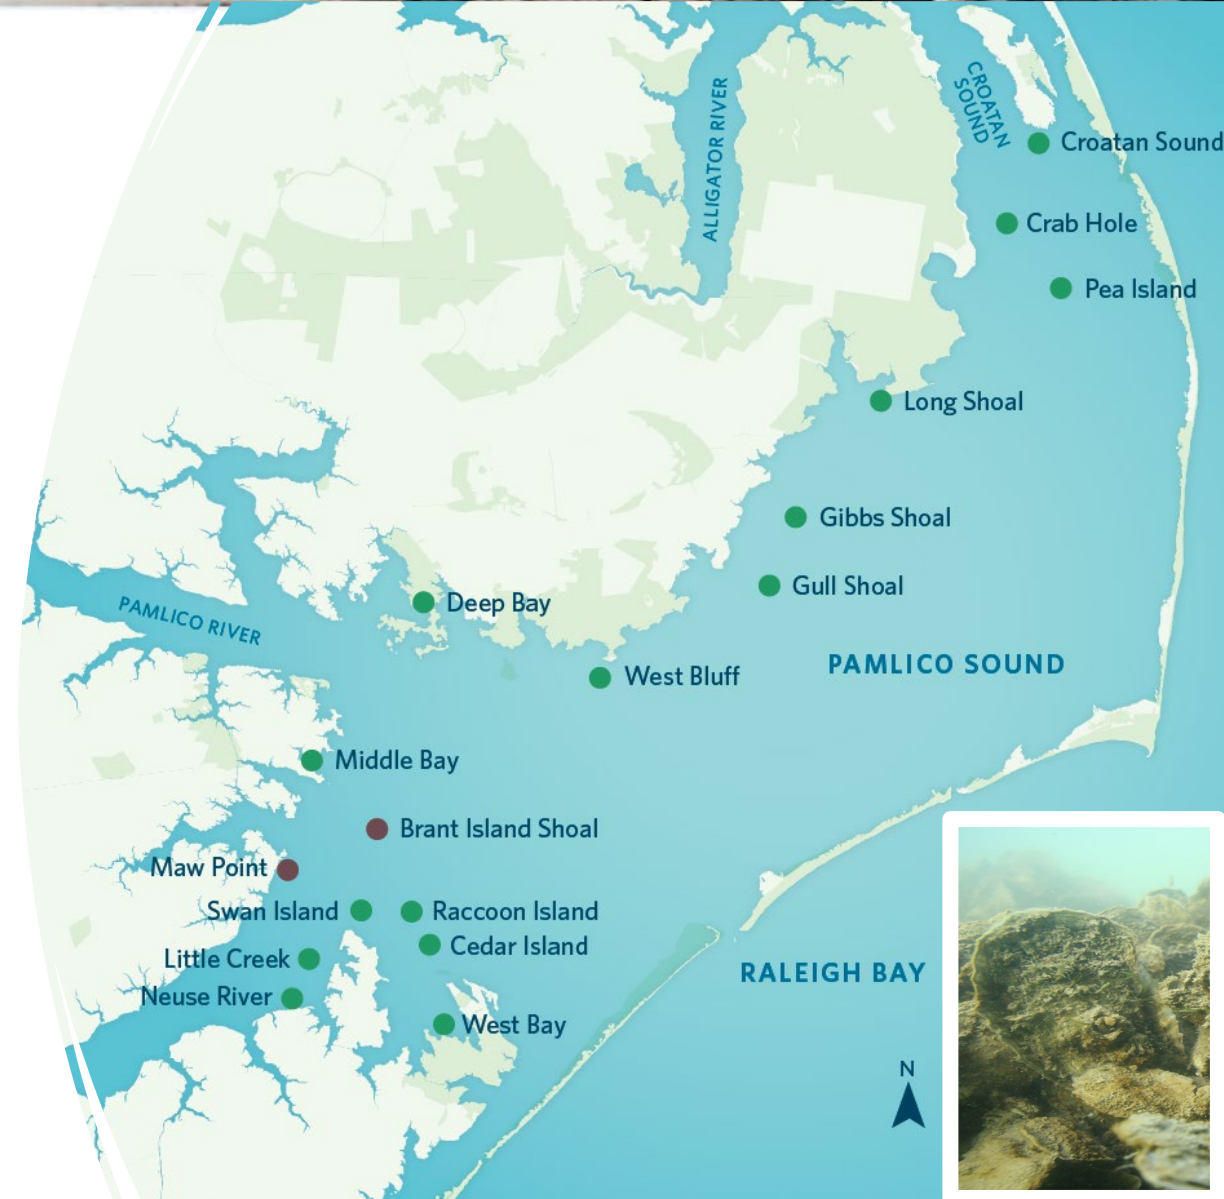 CROATAN
SOUND
ALLIGATOR RIVER
Croatan Sound
Crab Hole
Pea Island
Long Shoal
Gibbs Shoal
Gull Shoal
Deep Bay
PAMLICO RIVER
PAMLICO SOUND
West Bluff
Middle Bay
Brant Island Shoal
Maw Point
Swan Island
Raccoon Island
Cedar Island
Little Creek
RALEIGH BAY
Neuse River
West Bay
N